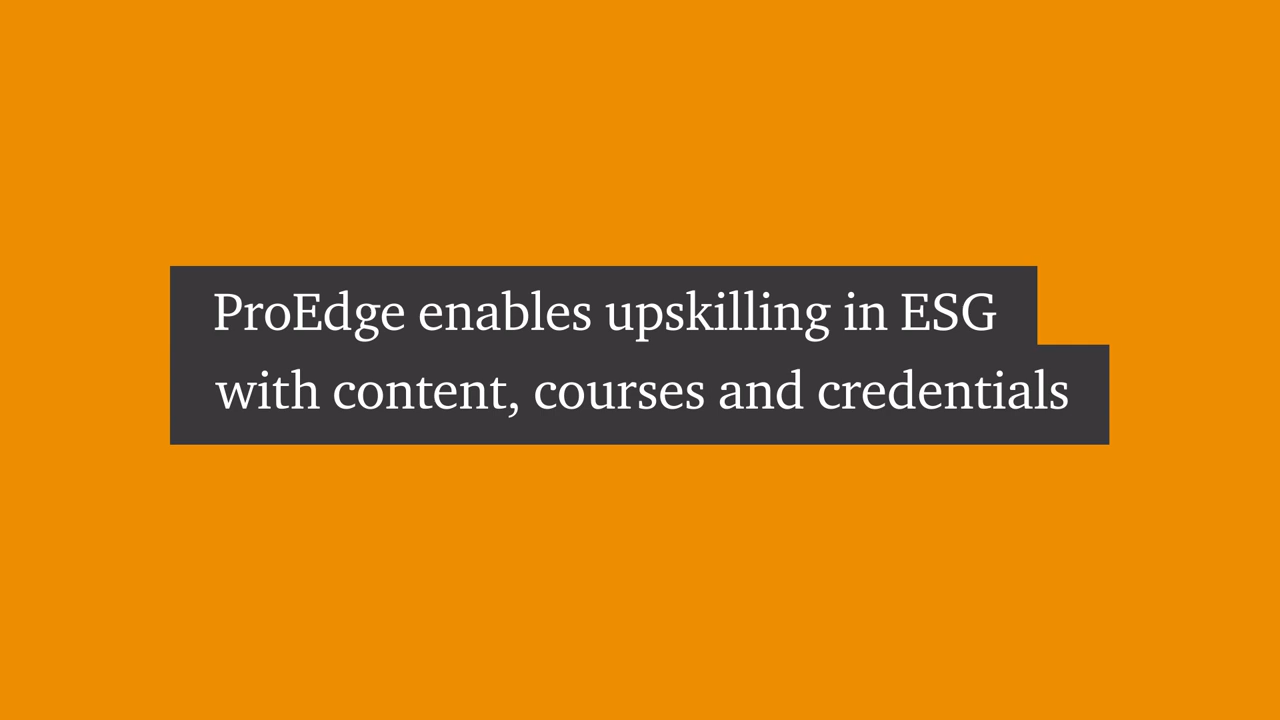 ProEdge enables upskilling in ESG
with content, courses and credentials